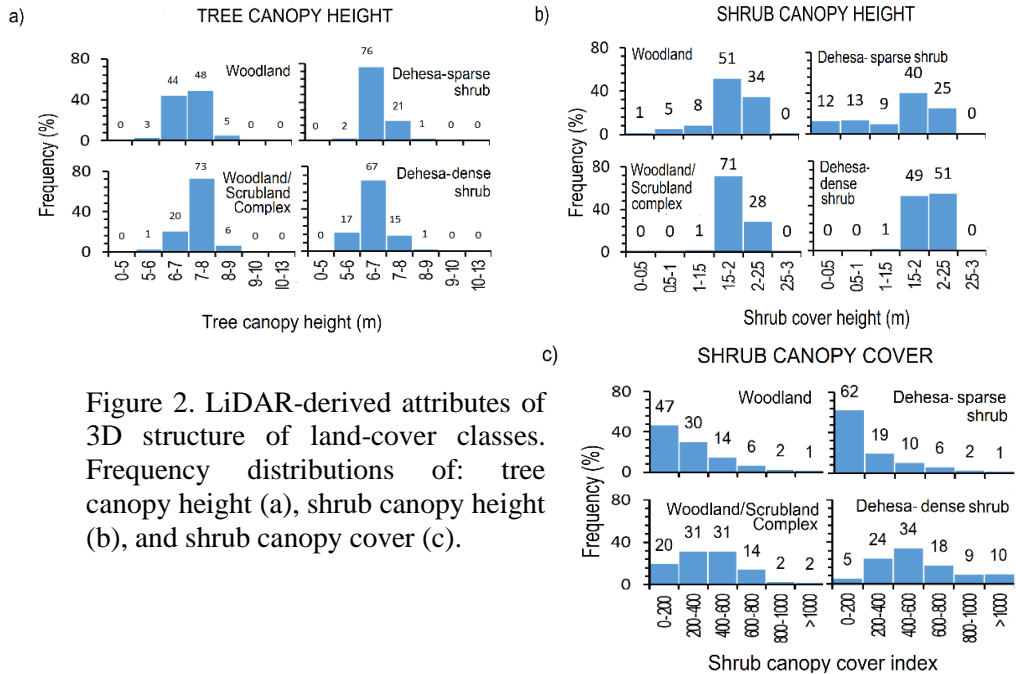 a)
TREE CANOPY HEIGHT
Frequency (%)
80
40
0
Woodland
0 3 44 48 5 0 0
Dehesa-sparse
shrub
0 2 76 21 1 0 0
80
40
0
Woodland/
Scrubland
Complex
0 1 20 73 6 0 0
Dehesa-dense
shrub
0 17 67 15 1 0 0
0-5 5-6 6-7 7-8 8-9 9-10 10-13
0-5 5-6 6-7 7-8 8-9 9-10 10-13
Tree canopy height (m)
b)
SHRUB CANOPY HEIGHT
Frequency (%)
80
40
0
Woodland
1 5 8 51 34 0
Dehesa- sparse shrub
12 13 9 40 25 0
80
40
0
Woodland/
Scrubland
complex
0 0 1 71 28 0
Dehesa-
dense
shrub
0 0 1 49 51 0
0-05 05-1 1-15 15-2 2-25 25-3
0-05 05-1 1-15 15-2 2-25 25-3
Shrub cover height (m)
c)
SHRUB CANOPY COVER
Frequency (%)
80
40
0
Woodland
47 30 14 6 2 1
Dehesa- sparse
shrub
62 19 10 6 2 1
80
40
0
Woodland/Scrubland
Complex
20 31 31 14 2 2
Dehesa- dense shrub
5 24 34 18 9 10
0-200 200-400 400-600 600-800 800-1000 >1000
0-200 200-400 400-600 600-800 800-1000 >1000
Shrub canopy cover index
Figure 2. LiDAR-derived attributes of
3D structure of land-cover classes.
Frequency distributions of: tree
canopy height (a), shrub canopy height
(b), and shrub canopy cover (c).